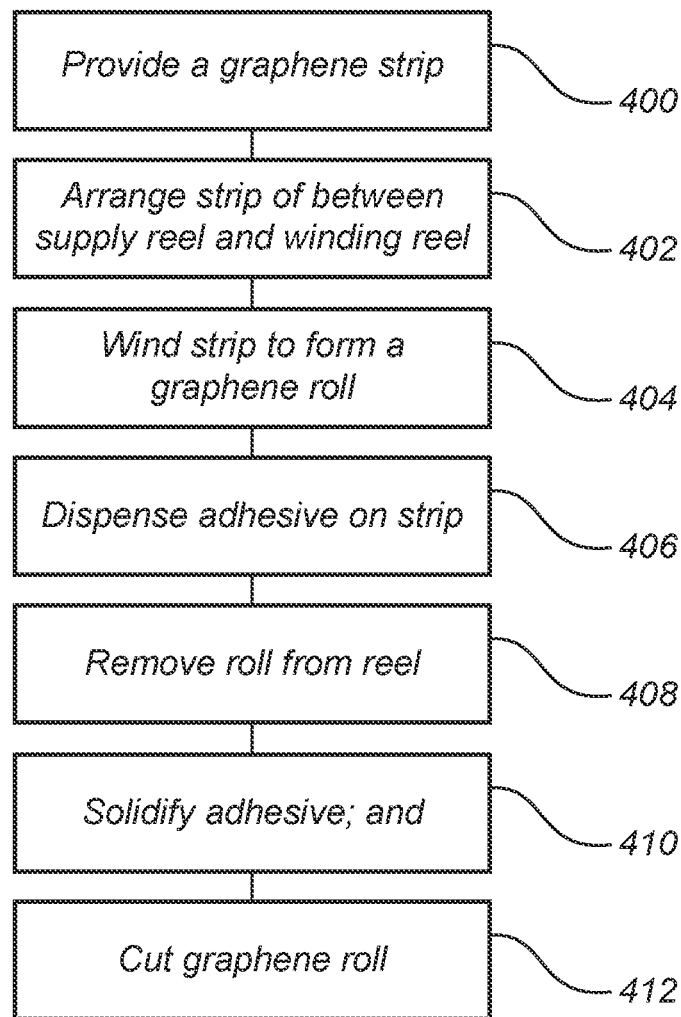 Provide a graphene strip
400
Arrange strip of between
supply reel and winding reel
402
Wind strip to form a
graphene roll
404
Dispense adhesive on strip
406
Remove roll from reel
408
Solidify adhesive; and
410
Cut graphene roll
412